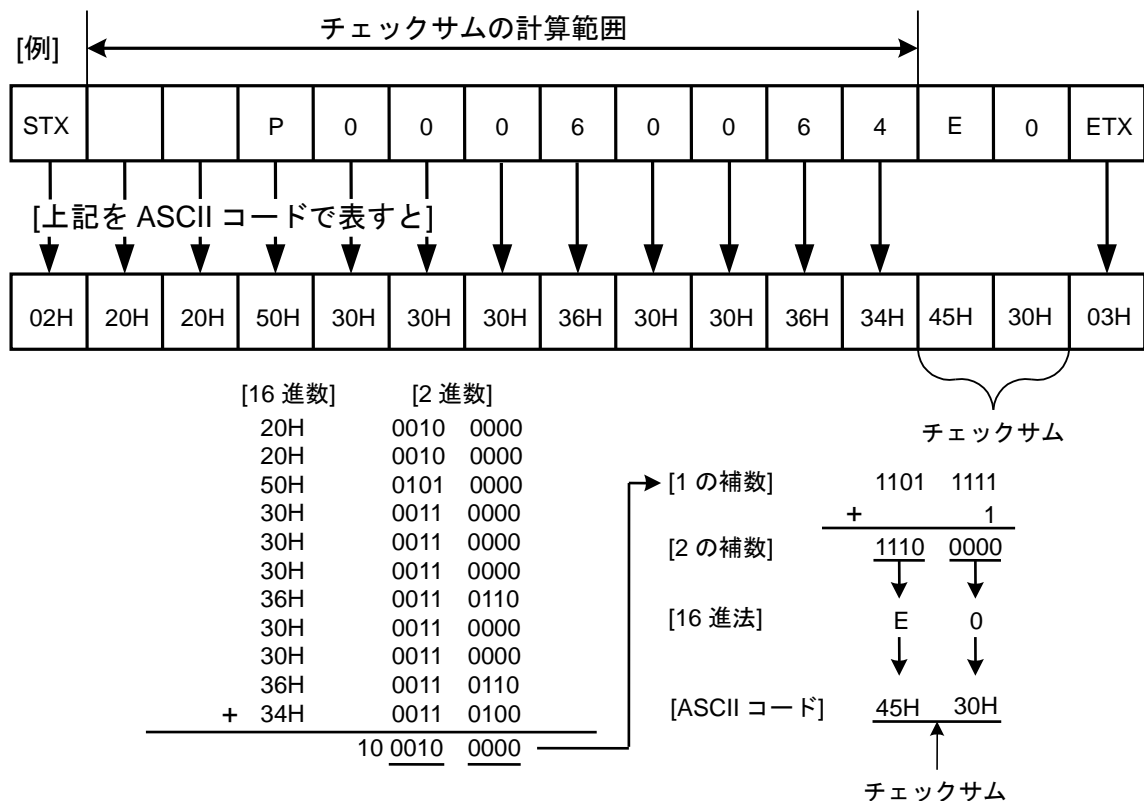 チェックサムの計算範囲
[例]
STX P 0 0 0 6 0 0 6 4 E 0 ETX
[上記を ASCII コードで表すと]
02H 20H 20H 50H 30H 30H 30H 36H 30H 30H 36H 34H 45H 30H 03H
チェックサム
[16 進数] [2 進数]
20H 0010 0000
20H 0010 0000
50H 0101 0000
30H 0011 0000
30H 0011 0000
30H 0011 0000
36H 0011 0110
30H 0011 0000
30H 0011 0000
36H 0011 0110
+ 34H 0011 0100
10 0010 0000
[1 の補数] 1101 1111
+ 1
[2 の補数] 1110 0000
[16 進法] E 0
[ASCII コード] 45H 30H
チェックサム